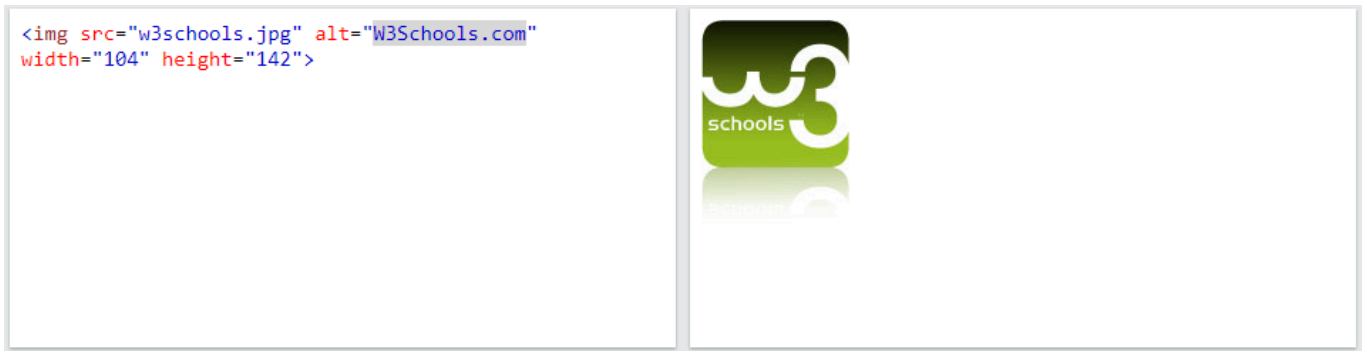 <img src="w3schools.jpg" alt="W3Schools.com"
width="104" height="142">
w3
schools